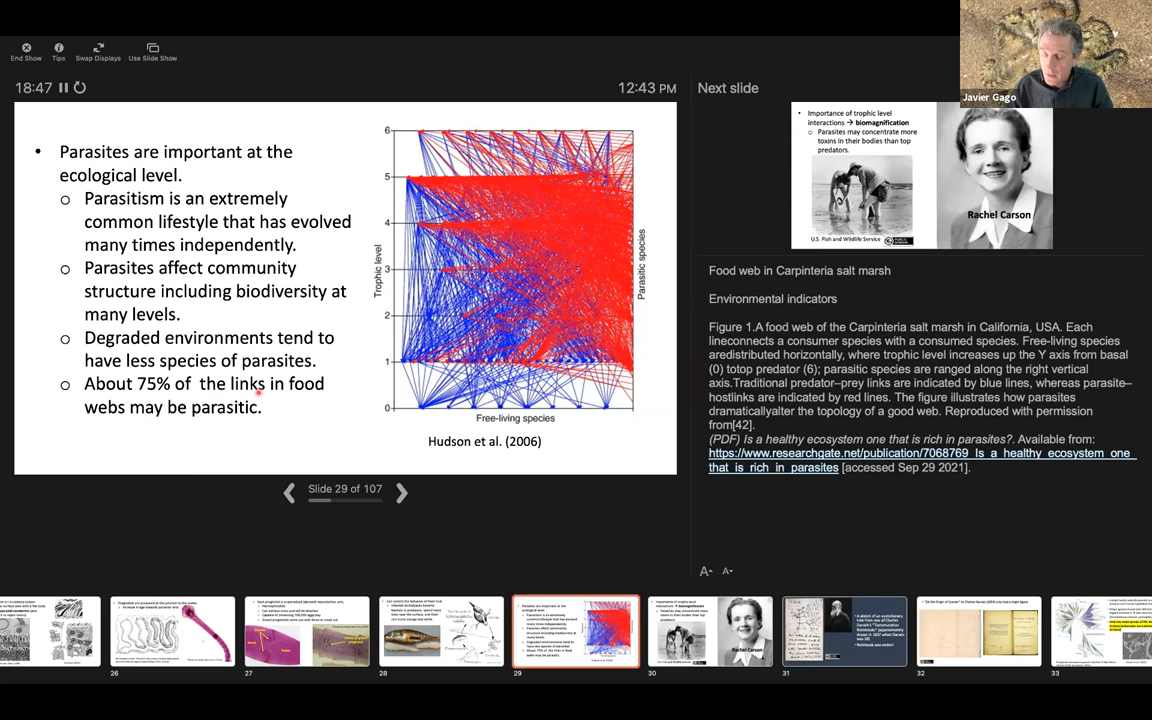 End Show
Tips
Swap Displays
Use Slide Show
Javier Gago
18:47
12:43 PM
• Parasites are important at the
ecological level.
o Parasitism is an extremely
common lifestyle that has evolved
many times independently.
o Parasites affect community
structure including biodiversity at
many levels.
o Degraded environments tend to
have less species of parasites.
o About 75% of the links in food
webs may be parasitic.
6
5
4
3
2
1
0
Trophic level
Parasitic species
Free-living species
Hudson et al. (2006)
Slide 29 of 107
Next slide
• Importance of trophic level
interactions → biomagnification
o Parasites may concentrate more
toxins in their bodies than top
predators.
U.S. Fish and Wildlife Service
Rachel Carson
Food web in Carpinteria salt marsh
Environmental indicators
Figure 1.A food web of the Carpinteria salt marsh in California, USA. Each
lineconnects a consumer species with a consumed species. Free-living species
aredistributed horizontally, where trophic level increases up the Y axis from basal
(0) totop predator (6); parasitic species are ranged along the right vertical
axis.Traditional predator–prey links are indicated by blue lines, whereas parasite–
hostlinks are indicated by red lines. The figure illustrates how parasites
dramaticallyalter the topology of a good web. Reproduced with permission
from[42].
(PDF) Is a healthy ecosystem one that is rich in parasites?. Available from:
https://www.researchgate.net/publication/7068769_Is_a_healthy_ecosystem_one_
that_is_rich_in_parasites [accessed Sep 29 2021].
A A
26
27
28
29
30
31
32
33
Rachel Carson